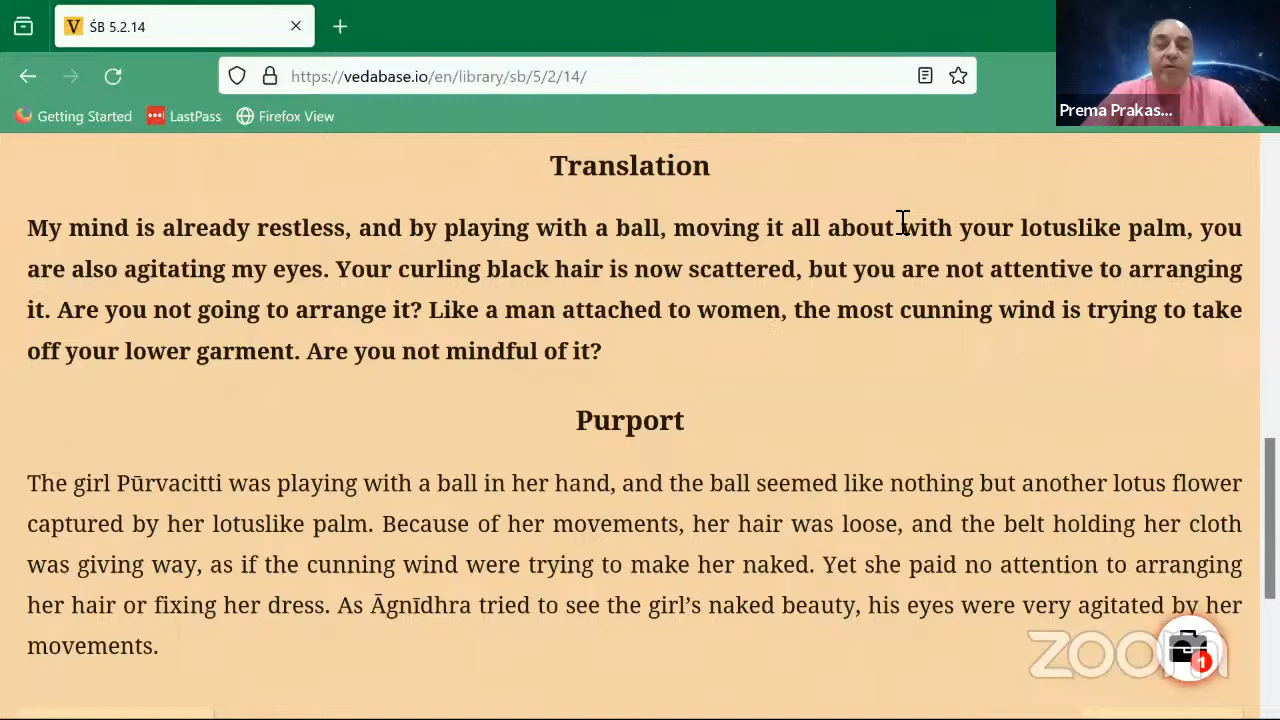 ŚB 5.2.14
https://vedabase.io/en/library/sb/5/2/14/
Getting Started LastPass Firefox View
Prema Prakas...
Translation
My mind is already restless, and by playing with a ball, moving it all about with your lotuslike palm, you
are also agitating my eyes. Your curling black hair is now scattered, but you are not attentive to arranging
it. Are you not going to arrange it? Like a man attached to women, the most cunning wind is trying to take
off your lower garment. Are you not mindful of it?
Purport
The girl Pūrvacitti was playing with a ball in her hand, and the ball seemed like nothing but another lotus flower
captured by her lotuslike palm. Because of her movements, her hair was loose, and the belt holding her cloth
was giving way, as if the cunning wind were trying to make her naked. Yet she paid no attention to arranging
her hair or fixing her dress. As Āgnīdhra tried to see the girl’s naked beauty, his eyes were very agitated by her
movements.
zoom
1